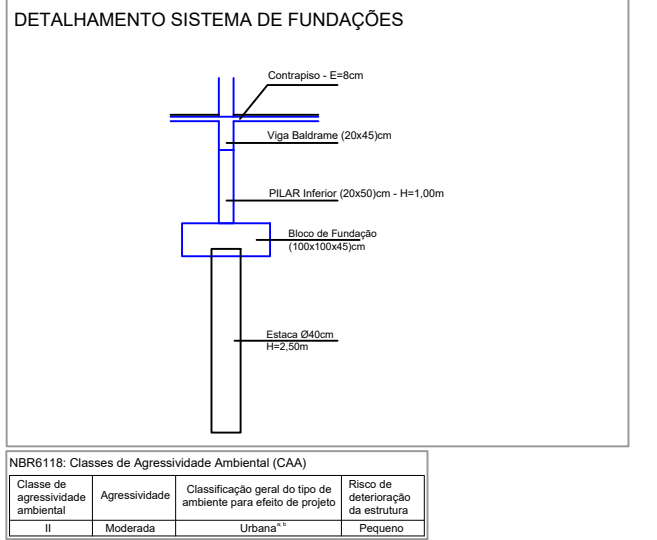 DETALHAMENTO SISTEMA DE FUNDAÇÕES
Contrapiso - E=8cm
Viga Baldrame (20x45)cm
PILAR Inferior (20x50)cm - H=1,00m
Bloco de Fundação
(100x100x45)cm
Estaca Ø40cm
H=2,50m
NBR6118: Classes de Agressividade Ambiental (CAA)
Classe de
agressividade
ambiental
Agressividade
Classificação geral do tipo de
ambiente para efeito de projeto
Risco de
deterioração
da estrutura
II
Moderada
Urbana a, b
Pequeno